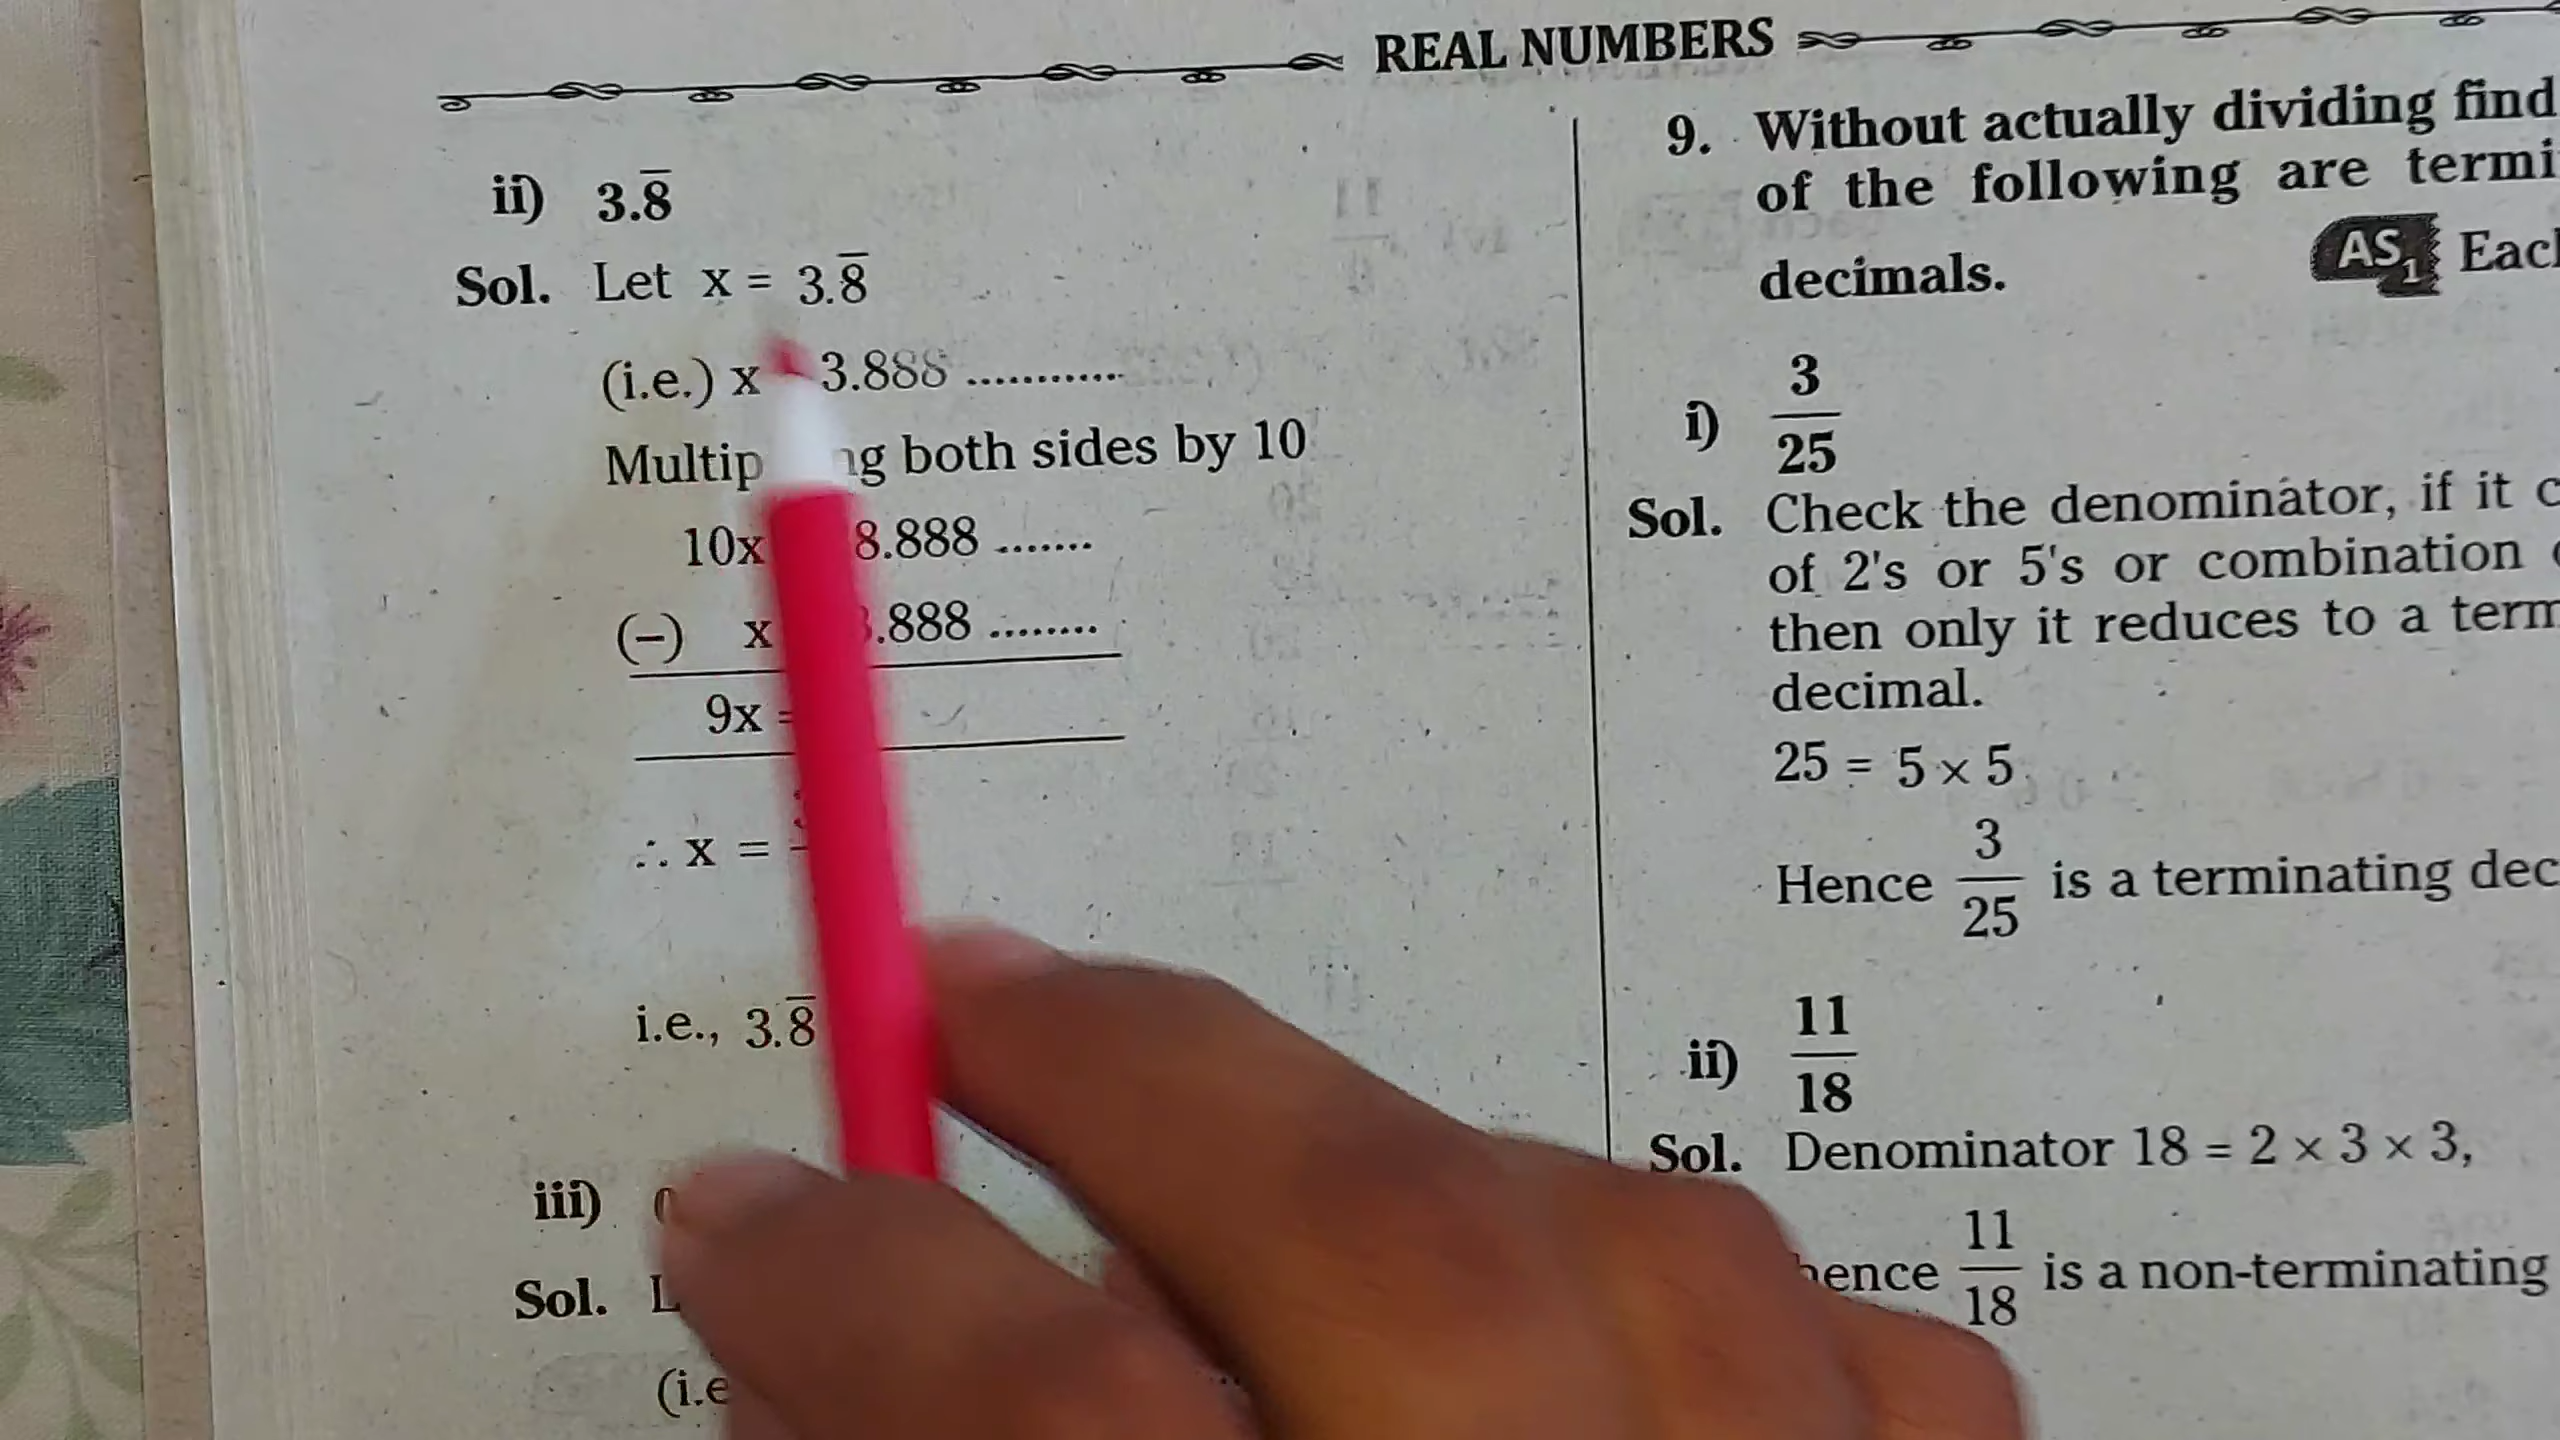 REAL NUMBERS
ii) 3.8̅
Sol. Let x = 3.8̅
(i.e.) x 3.888 ............
Multip ng both sides by 10
10x 8.888 .......
(–) x .888 ........
9x =
∴ x =
i.e., 3.8̅
iii)
Sol.
(i.e
9. Without actually dividing find
of the following are termi
decimals. AS1 Each
i) 3/25
Sol. Check the denominator, if it c
of 2's or 5's or combination
then only it reduces to a term
decimal.
25 = 5 × 5
Hence 3/25 is a terminating dec
ii) 11/18
Sol. Denominator 18 = 2 × 3 × 3,
hence 11/18 is a non-terminating